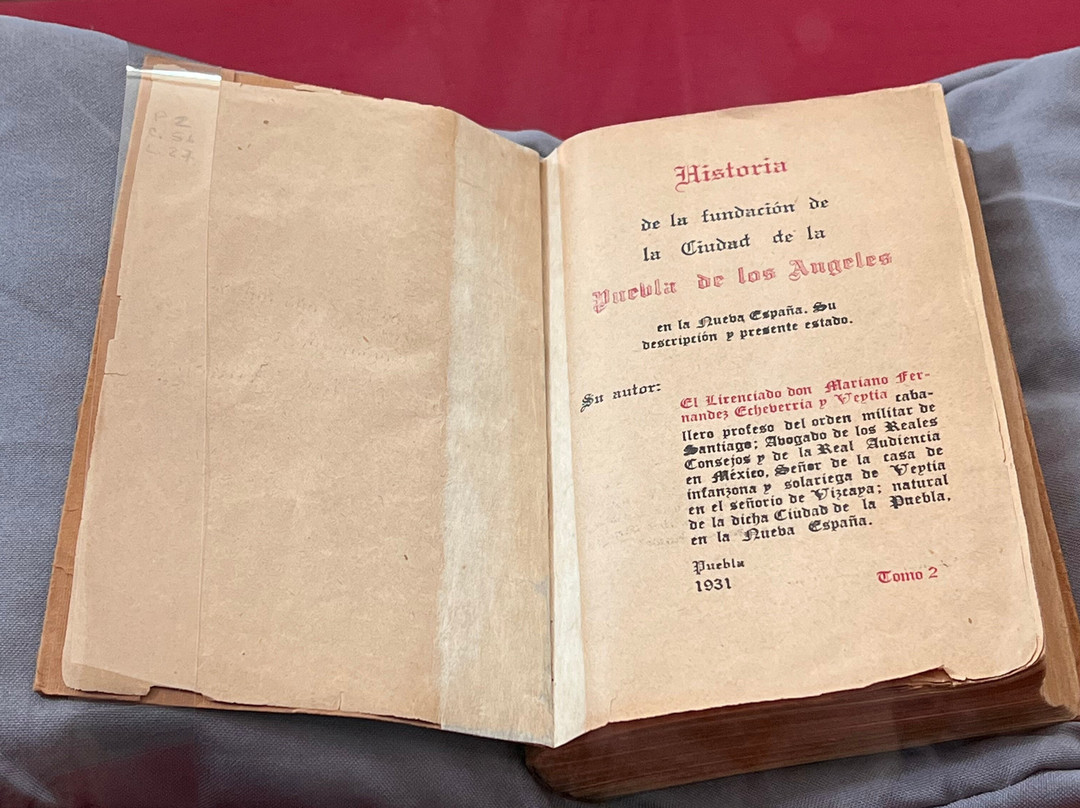 P 2
Historia
de la fundación de
la Ciudad de la
Puebla de los Angeles
en la Nueva España. Su
descripción y presente estado.
Su autor:
El Lirenciado don Mariano Fer-
nandez Echeverria y Veytia caba-
llero profeso del orden militar de
Santiago; Abogado de los Reales
Consejos y de la Real Audiencia
en México, Señor de la casa de
infanzona y solariega de Veytia
en el señorio de Vizcaya; natural
de la dicha Ciudad de la Puebla,
en la Nueva España.
Puebla
1931
Tomo 2